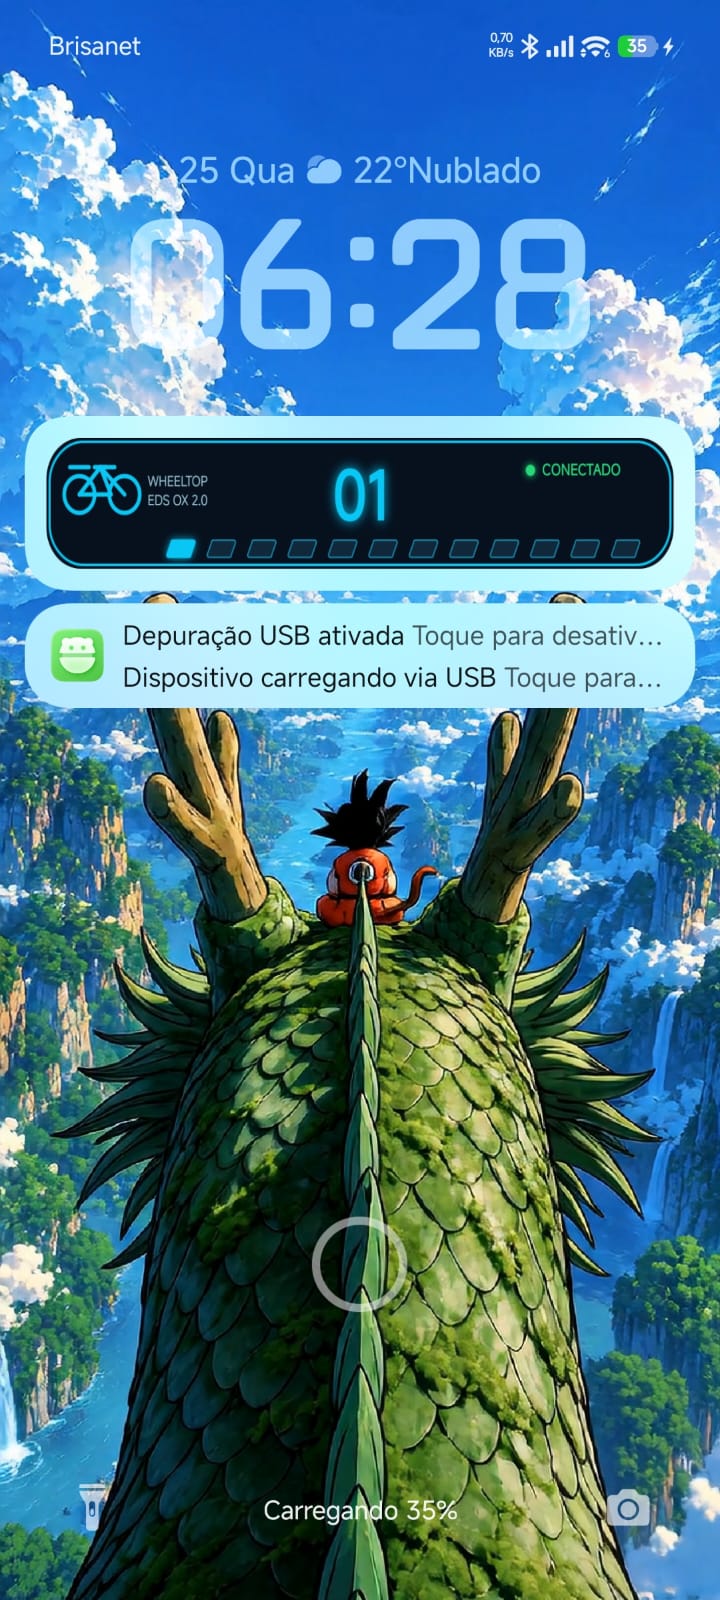 Brisanet
0,70
KB/s
6
35
25 Qua 22°Nublado
06:28
WHEELTOP
EDS OX 2.0
01
CONECTADO
Depuração USB ativada Toque para desativ...
Dispositivo carregando via USB Toque para...
Carregando 35%